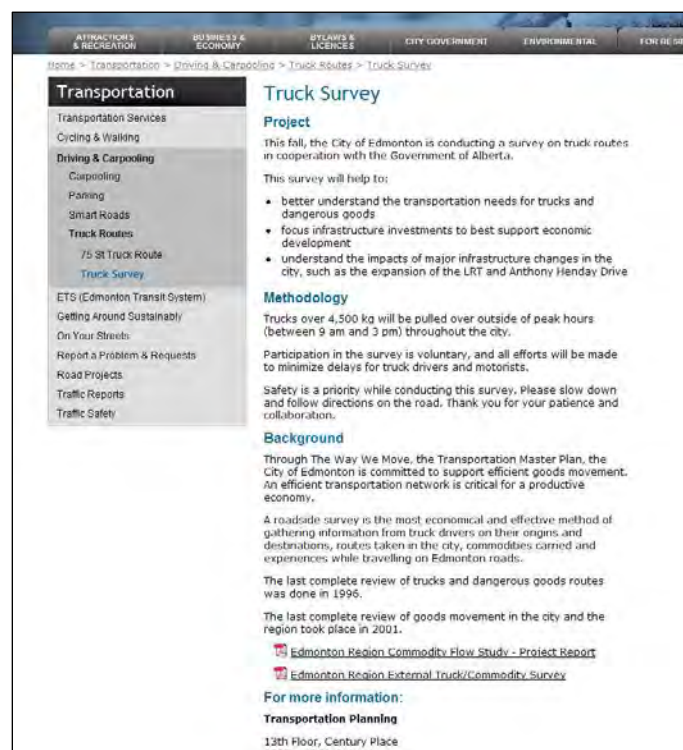 ATTRACTIONS & RECREATION
BUSINESS & ECONOMY
BYLAWS & LICENCES
CITY GOVERNMENT
ENVIRONMENTAL
FOR RESI
Home > Transportation > Driving & Carpooling > Truck Routes > Truck Survey
Transportation
Transportation Services
Cycling & Walking
Driving & Carpooling
Carpooling
Parking
Smart Roads
Truck Routes
75 St Truck Route
Truck Survey
ETS (Edmonton Transit System)
Getting Around Sustainably
On Your Streets
Report a Problem & Requests
Road Projects
Traffic Reports
Traffic Safety
Truck Survey
Project
This fall, the City of Edmonton is conducting a survey on truck routes
in cooperation with the Government of Alberta.
This survey will help to:
• better understand the transportation needs for trucks and
dangerous goods
• focus infrastructure investments to best support economic
development
• understand the impacts of major infrastructure changes in the
city, such as the expansion of the LRT and Anthony Henday Drive
Methodology
Trucks over 4,500 kg will be pulled over outside of peak hours
(between 9 am and 3 pm) throughout the city.
Participation in the survey is voluntary, and all efforts will be made
to minimize delays for truck drivers and motorists.
Safety is a priority while conducting this survey. Please slow down
and follow directions on the road. Thank you for your patience and
collaboration.
Background
Through The Way We Move, the Transportation Master Plan, the
City of Edmonton is committed to support efficient goods movement.
An efficient transportation network is critical for a productive
economy.
A roadside survey is the most economical and effective method of
gathering information from truck drivers on their origins and
destinations, routes taken in the city, commodities carried and
experiences while travelling on Edmonton roads.
The last complete review of trucks and dangerous goods routes
was done in 1996.
The last complete review of goods movement in the city and the
region took place in 2001.
Edmonton Region Commodity Flow Study - Project Report
Edmonton Region External Truck/Commodity Survey
For more information:
Transportation Planning
13th Floor, Century Place